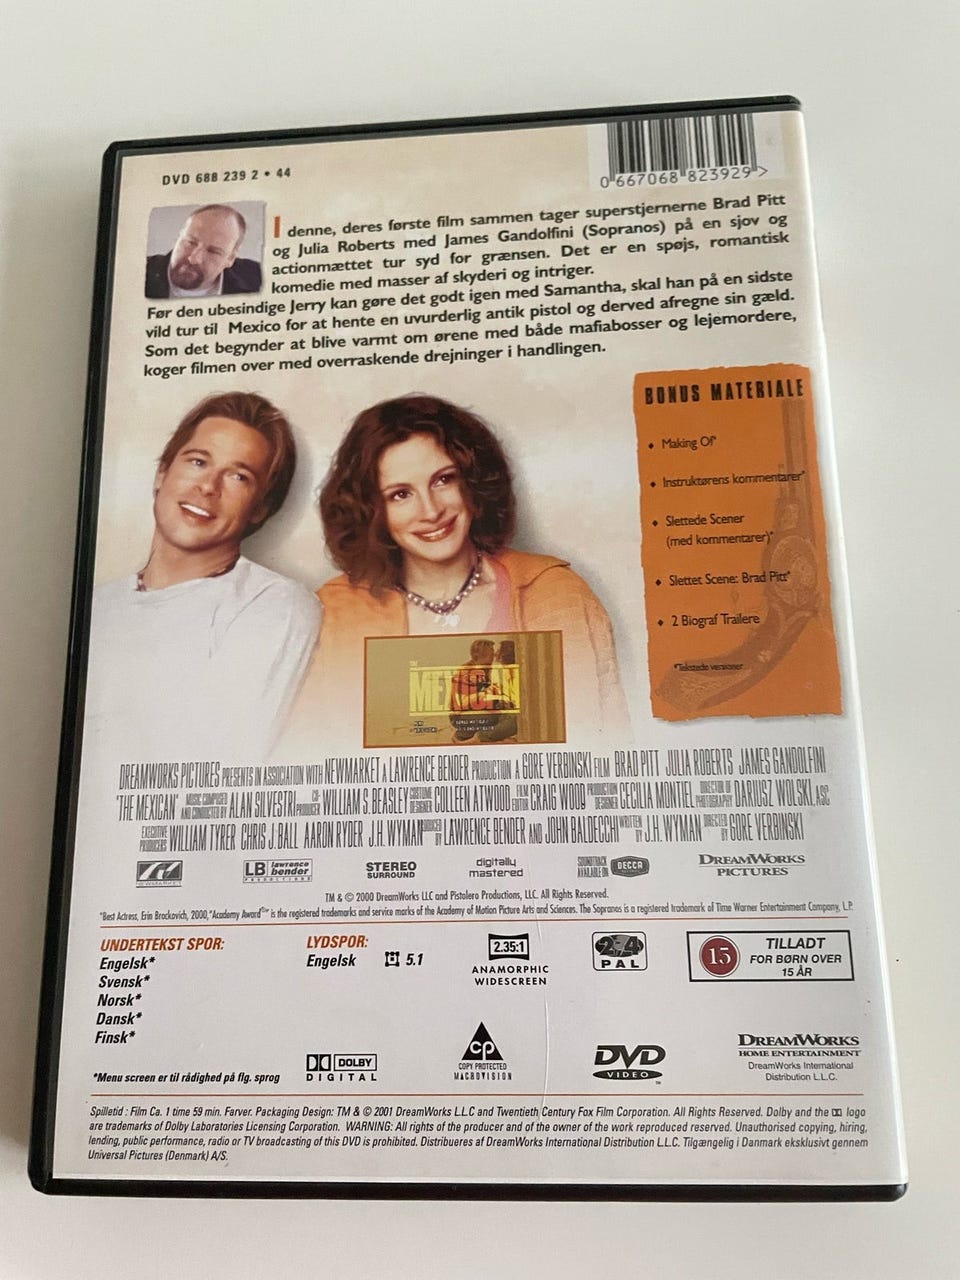 DVD 688 239 2 • 44
0 667068 823929 >
I denne, deres første film sammen tager superstjernerne Brad Pitt
og Julia Roberts med James Gandolfini (Sopranos) på en sjov og
actionmættet tur syd for grænsen. Det er en spøjs, romantisk
komedie med masser af skyderi og intriger.
Før den ubesindige Jerry kan gøre det godt igen med Samantha, skal han på en sidste
vild tur til Mexico for at hente en uvurderlig antik pistol og derved afregne sin gæld.
Som det begynder at blive varmt om ørene med både mafiabosser og lejemordere,
koger filmen over med overraskende drejninger i handlingen.
BONUS MATERIALE
• Making Of*
• Instruktørens kommentarer*
• Slettede Scener
(med kommentarer)*
• Slettet Scene: Brad Pitt*
• 2 Biograf Trailere
*Tekstede versioner
THE
MEXICAN
DREAMWORKS PICTURES PRESENTS IN ASSOCIATION WITH NEWMARKET A LAWRENCE BENDER PRODUCTION A GORE VERBINSKI FILM BRAD PITT JULIA ROBERTS JAMES GANDOLFINI
"THE MEXICAN" MUSIC COMPOSED AND CONDUCTED BY ALAN SILVESTRI CO-PRODUCER WILLIAM S. BEASLEY COSTUME DESIGNER COLLEEN ATWOOD FILM EDITOR CRAIG WOOD PRODUCTION DESIGNER CECILIA MONTIEL DIRECTOR OF PHOTOGRAPHY DARIUSZ WOLSKI, ASC
EXECUTIVE PRODUCERS WILLIAM TYRER CHRIS J. BALL AARON RYDER J.H. WYMAN PRODUCED BY LAWRENCE BENDER AND JOHN BALDECCHI WRITTEN BY J.H. WYMAN DIRECTED BY GORE VERBINSKI
NEWMARKET
LB lawrence bender PRODUCTIONS
STEREO SURROUND
digitally mastered
SOUNDTRACK AVAILABLE ON DECCA
DREAMWORKS PICTURES
TM & © 2000 DreamWorks LLC and Pistolero Productions, LLC. All Rights Reserved.
*Best Actress, Erin Brockovich, 2000, "Academy Award®" is the registered trademarks and service marks of the Academy of Motion Picture Arts and Sciences. The Sopranos is a registered trademark of Time Warner Entertainment Company, L.P.
UNDERTEKST SPOR:
Engelsk*
Svensk*
Norsk*
Dansk*
Finsk*
*Menu screen er til rådighed på flg. sprog
LYDSPOR:
Engelsk 5.1
DOLBY
DIGITAL
2.35:1
ANAMORPHIC
WIDESCREEN
CP
COPY PROTECTED
MACROVISION
2 4
PAL
DVD
VIDEO
TM
15
TILLADT
FOR BØRN OVER
15 ÅR
DREAMWORKS
HOME ENTERTAINMENT
DreamWorks International
Distribution L.L.C.
Spilletid : Film Ca. 1 time 59 min. Farver. Packaging Design: TM & © 2001 DreamWorks L.L.C and Twentieth Century Fox Film Corporation. All Rights Reserved. Dolby and the DD logo
are trademarks of Dolby Laboratories Licensing Corporation. WARNING: All rights of the producer and of the owner of the work reproduced reserved. Unauthorised copying, hiring,
lending, public performance, radio or TV broadcasting of this DVD is prohibited. Distribueres af DreamWorks International Distribution L.L.C. Tilgængelig i Danmark eksklusivt gennem
Universal Pictures (Denmark) A/S.